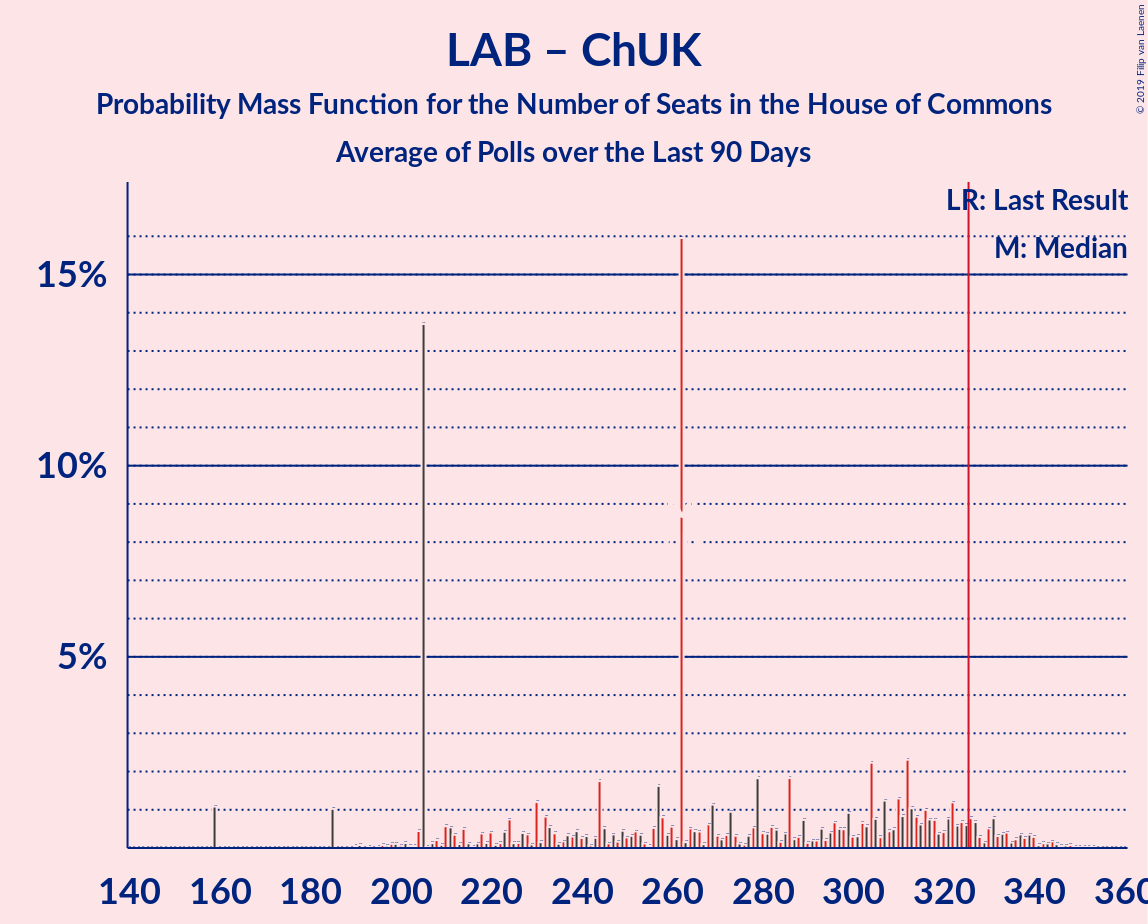 LAB – ChUK
Probability Mass Function for the Number of Seats in the House of Commons
Average of Polls over the Last 90 Days
© 2019 Filip van Laenen
LR: Last Result
M: Median
15%
10%
5%
140 160 180 200 220 240 260 280 300 320 340 360